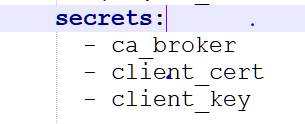 secrets:
- ca_broker
- client_cert
- client_key